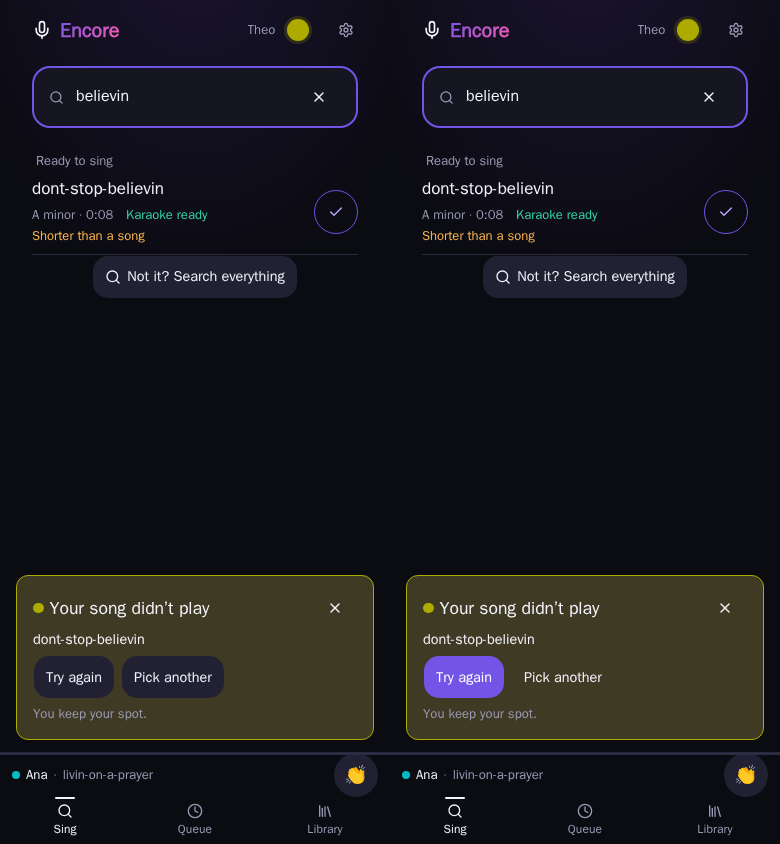 Encore Theo
believin
Ready to sing
dont-stop-believin
A minor · 0:08 Karaoke ready
Shorter than a song
Not it? Search everything
Your song didn’t play
dont-stop-believin
Try again Pick another
You keep your spot.
Ana · livin-on-a-prayer
Sing Queue Library
Encore Theo
believin
Ready to sing
dont-stop-believin
A minor · 0:08 Karaoke ready
Shorter than a song
Not it? Search everything
Your song didn’t play
dont-stop-believin
Try again Pick another
You keep your spot.
Ana · livin-on-a-prayer
Sing Queue Library